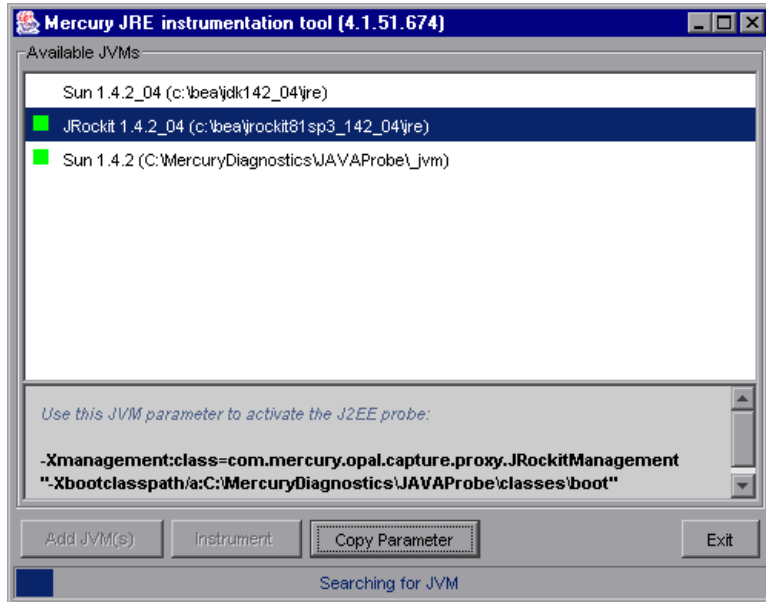 Mercury JRE instrumentation tool (4.1.51.674)
Available JVMs
Sun 1.4.2_04 (c:\bea\jdk142_04\jre)
JRockit 1.4.2_04 (c:\bea\jrockit81sp3_142_04\jre)
Sun 1.4.2 (C:\MercuryDiagnostics\JAVAProbe\_jvm)
Use this JVM parameter to activate the J2EE probe:
-Xmanagement:class=com.mercury.opal.capture.proxy.JRockitManagement
"-Xbootclasspath/a:C:\MercuryDiagnostics\JAVAProbe\classes\boot"
Add JVM(s) Instrument Copy Parameter Exit
Searching for JVM